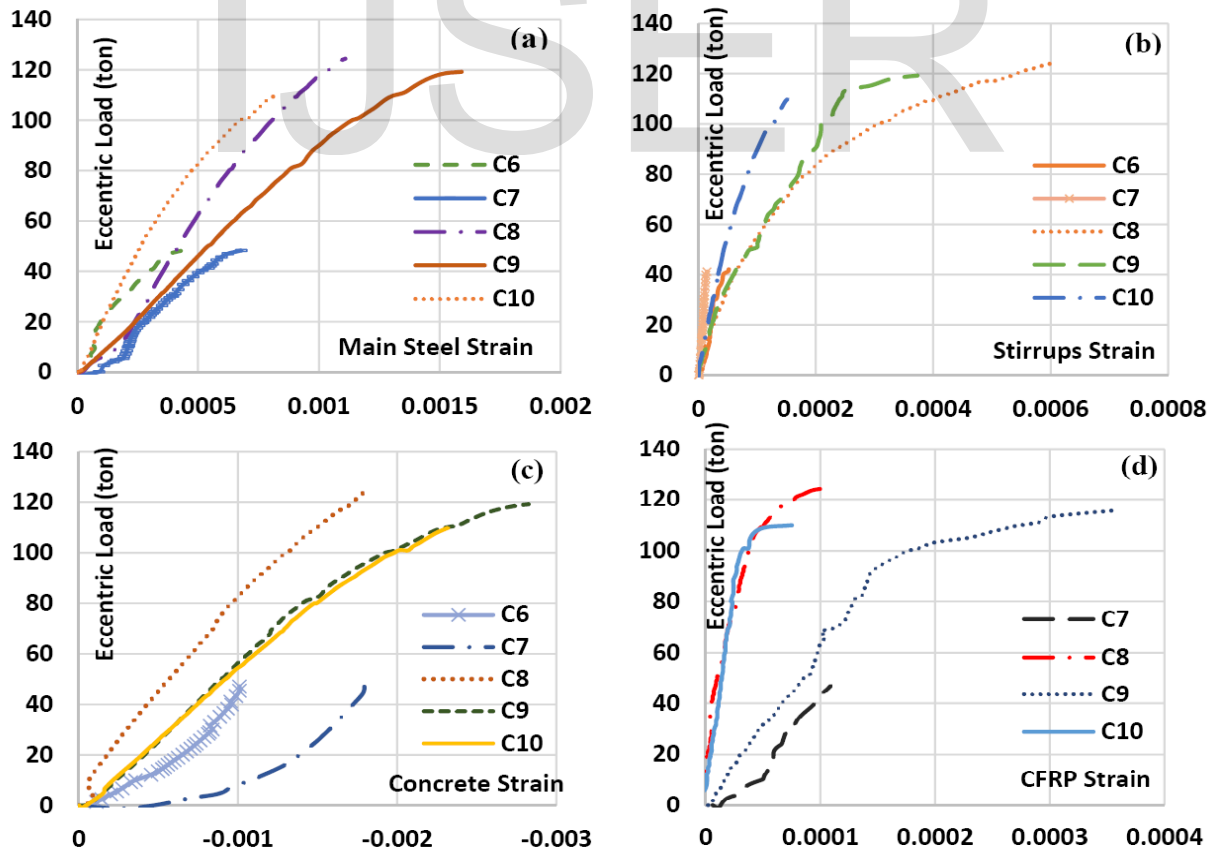 IJSER
(a)
Eccentric Load (ton)
140
120
100
80
60
40
20
0
C6
C7
C8
C9
C10
Main Steel Strain
0 0.0005 0.001 0.0015 0.002
(b)
Eccentric Load (ton)
140
120
100
80
60
40
20
0
C6
C7
C8
C9
C10
Stirrups Strain
0 0.0002 0.0004 0.0006 0.0008
(c)
Eccentric Load (ton)
140
120
100
80
60
40
20
0
C6
C7
C8
C9
C10
Concrete Strain
0 -0.001 -0.002 -0.003
(d)
Eccentric Load (ton)
140
120
100
80
60
40
20
0
C7
C8
C9
C10
CFRP Strain
0 0.0001 0.0002 0.0003 0.0004